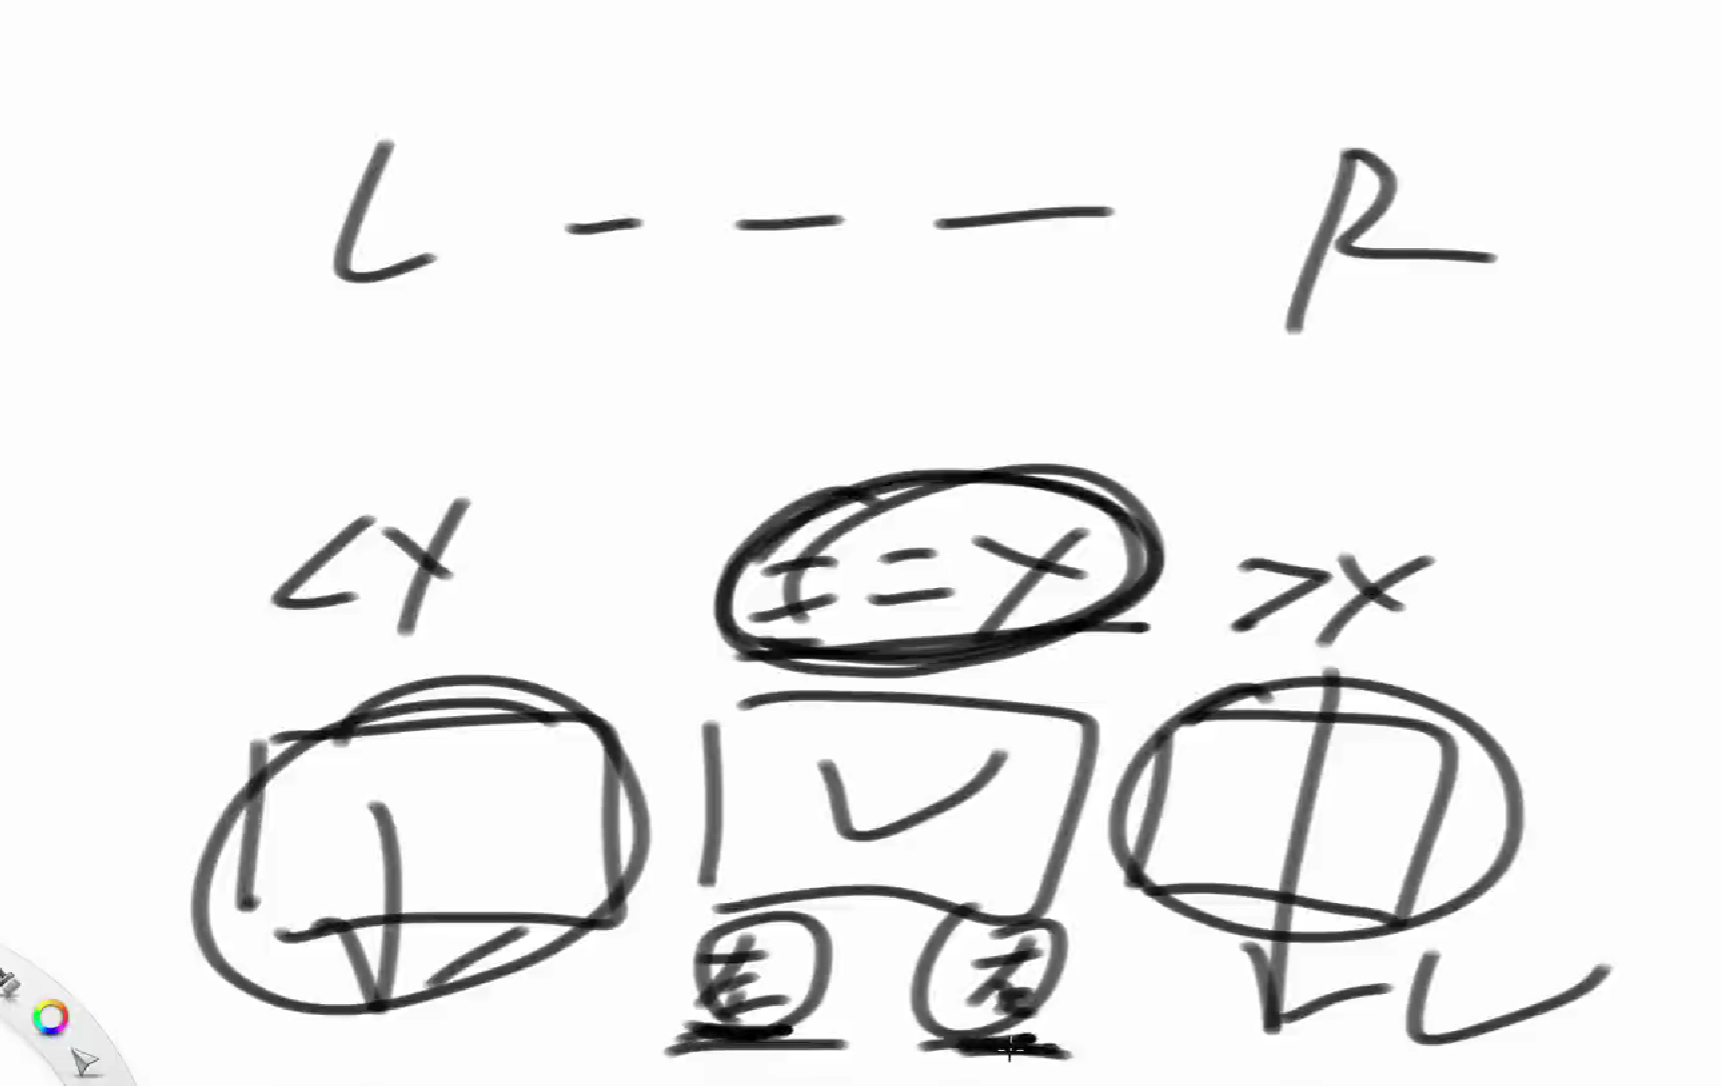 L --- R
<X ==X >X
左 右